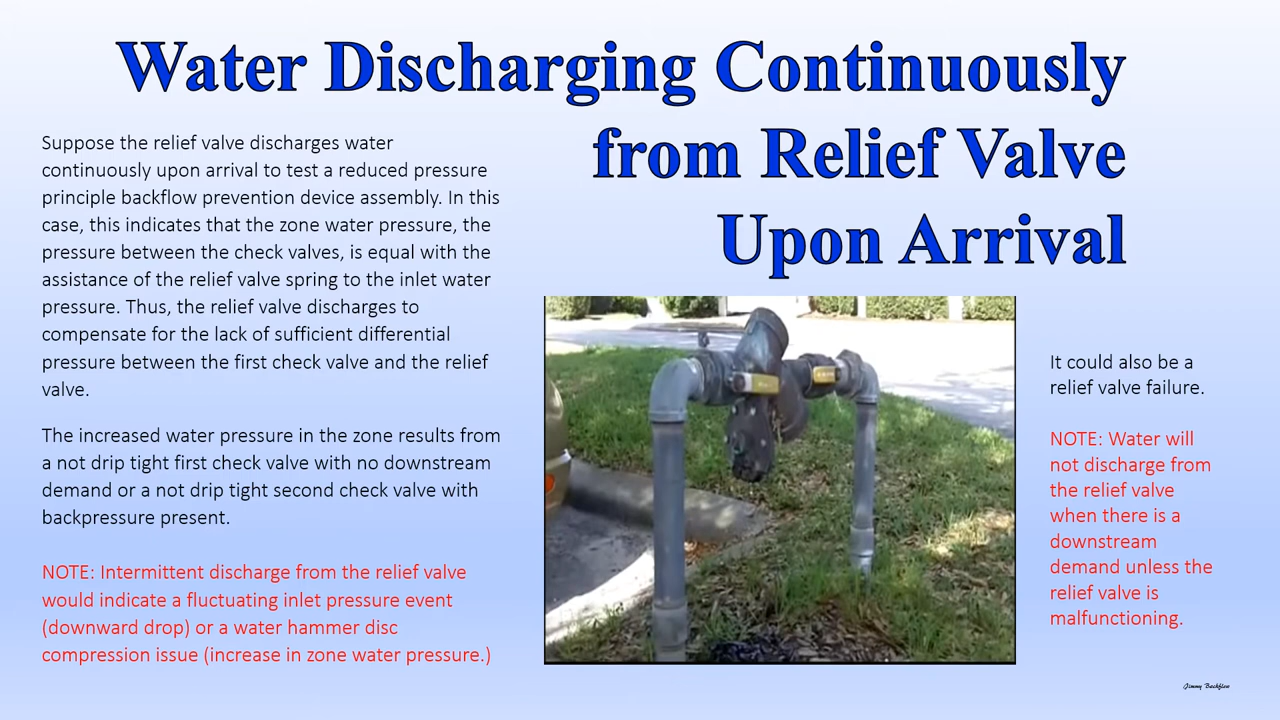 Water Discharging Continuously
from Relief Valve
Upon Arrival
Suppose the relief valve discharges water
continuously upon arrival to test a reduced pressure
principle backflow prevention device assembly. In this
case, this indicates that the zone water pressure, the
pressure between the check valves, is equal with the
assistance of the relief valve spring to the inlet water
pressure. Thus, the relief valve discharges to
compensate for the lack of sufficient differential
pressure between the first check valve and the relief
valve.
The increased water pressure in the zone results from
a not drip tight first check valve with no downstream
demand or a not drip tight second check valve with
backpressure present.
NOTE: Intermittent discharge from the relief valve
would indicate a fluctuating inlet pressure event
(downward drop) or a water hammer disc
compression issue (increase in zone water pressure.)
It could also be a
relief valve failure.
NOTE: Water will
not discharge from
the relief valve
when there is a
downstream
demand unless the
relief valve is
malfunctioning.
Jimmy Backflow